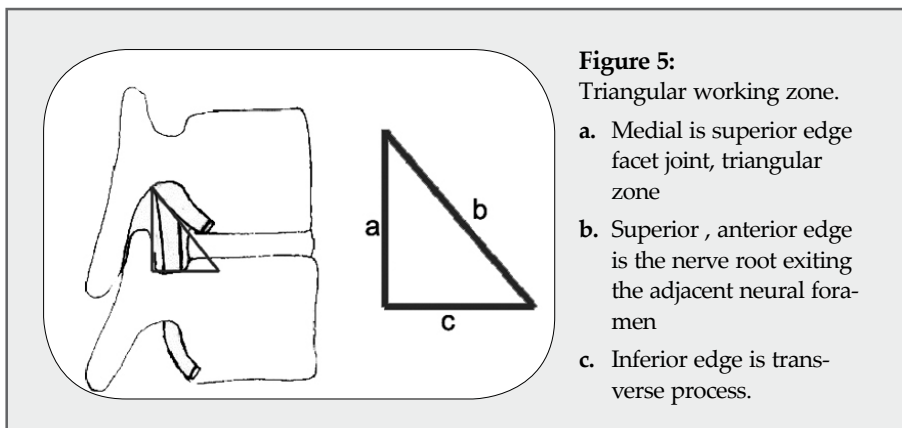 a
b
c
Figure 5:
Triangular working zone.
a. Medial is superior edge
facet joint, triangular
zone
b. Superior , anterior edge
is the nerve root exiting
the adjacent neural fora-
men
c. Inferior edge is trans-
verse process.